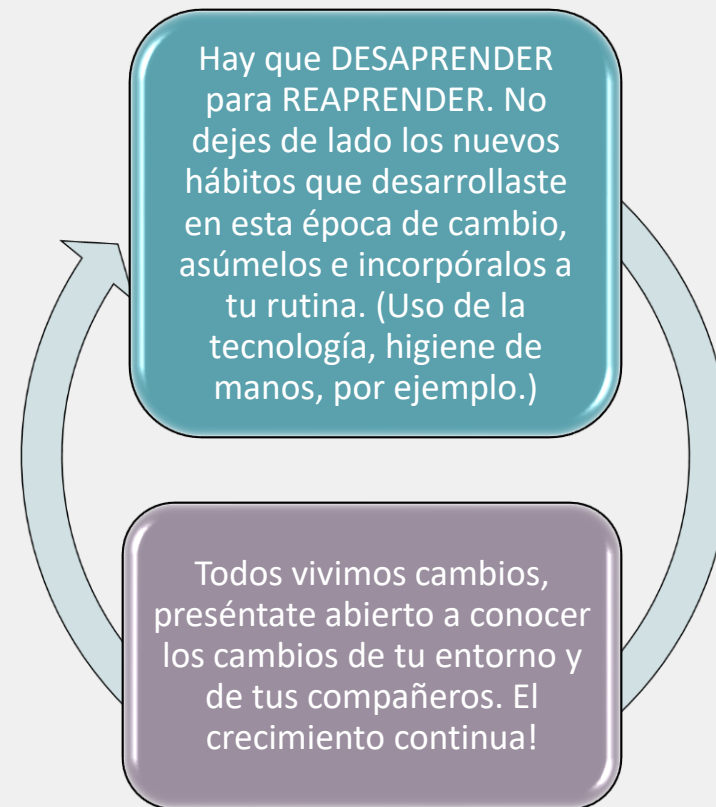 Hay que DESAPRENDER
para REAPRENDER. No
dejes de lado los nuevos
hábitos que desarrollaste
en esta época de cambio,
asúmelos e incorpóralos a
tu rutina. (Uso de la
tecnología, higiene de
manos, por ejemplo.)
Todos vivimos cambios,
preséntate abierto a conocer
los cambios de tu entorno y
de tus compañeros. El
crecimiento continua!